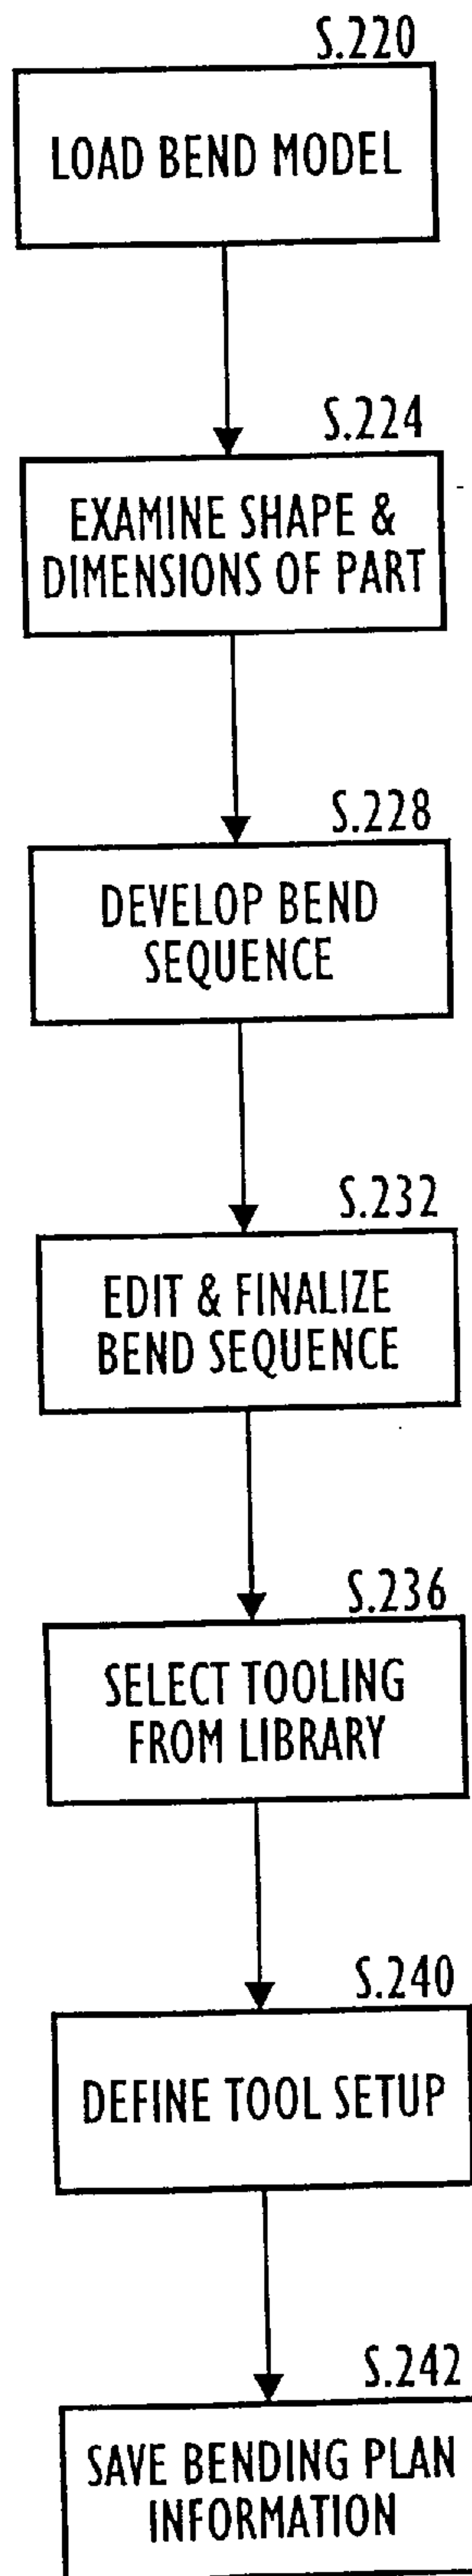 S.220
LOAD BEND MODEL
S.224
EXAMINE SHAPE &
DIMENSIONS OF PART
S.228
DEVELOP BEND
SEQUENCE
S.232
EDIT & FINALIZE
BEND SEQUENCE
S.236
SELECT TOOLING
FROM LIBRARY
S.240
DEFINE TOOL SETUP
S.242
SAVE BENDING PLAN
INFORMATION